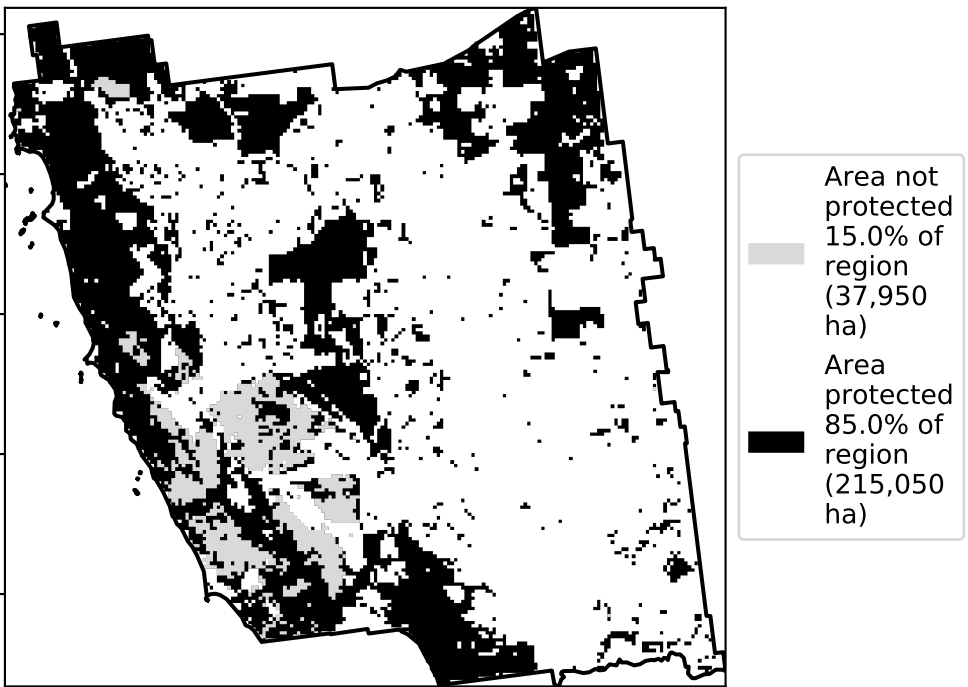 Area not
protected
15.0% of
region
(37,950
ha)
Area
protected
85.0% of
region
(215,050
ha)